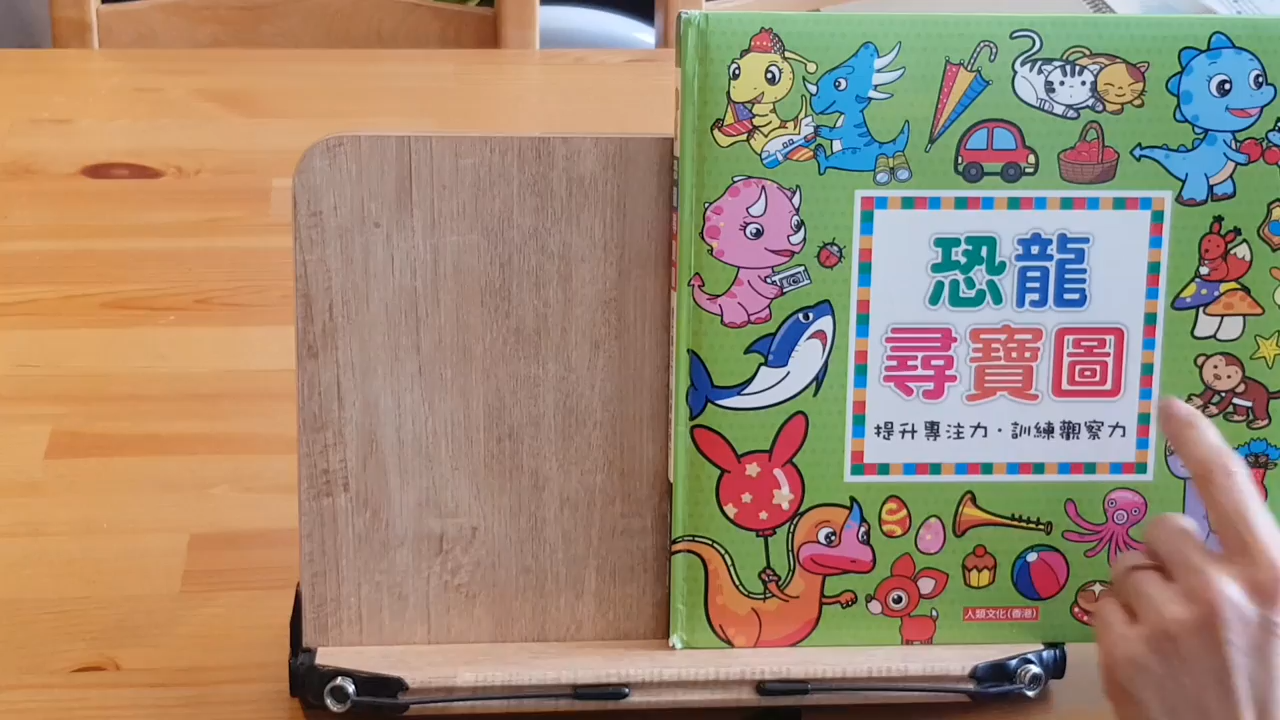 恐龍
尋寶圖
提升專注力·訓練觀察力
人類文化(香港)